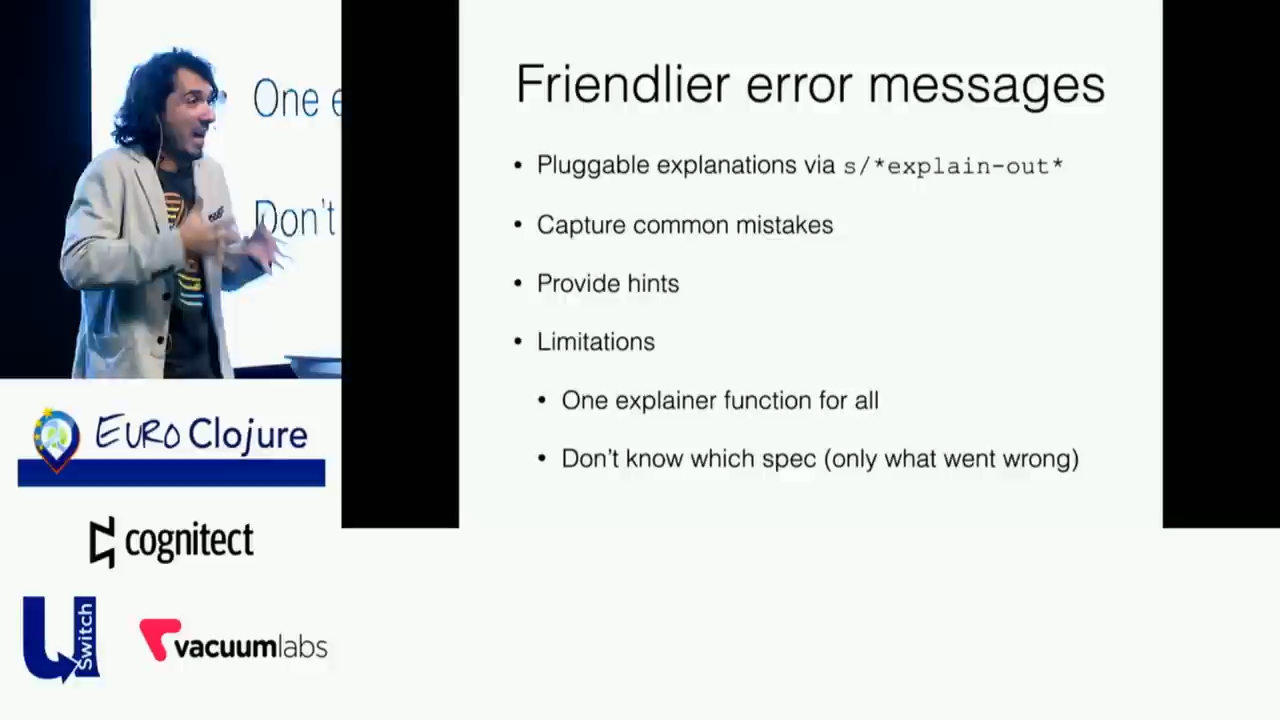 One e
Don't
Friendlier error messages
• Pluggable explanations via s/*explain-out*
• Capture common mistakes
• Provide hints
• Limitations
• One explainer function for all
• Don't know which spec (only what went wrong)
EURO Clojure
cognitect
uSwitch
vacuumlabs